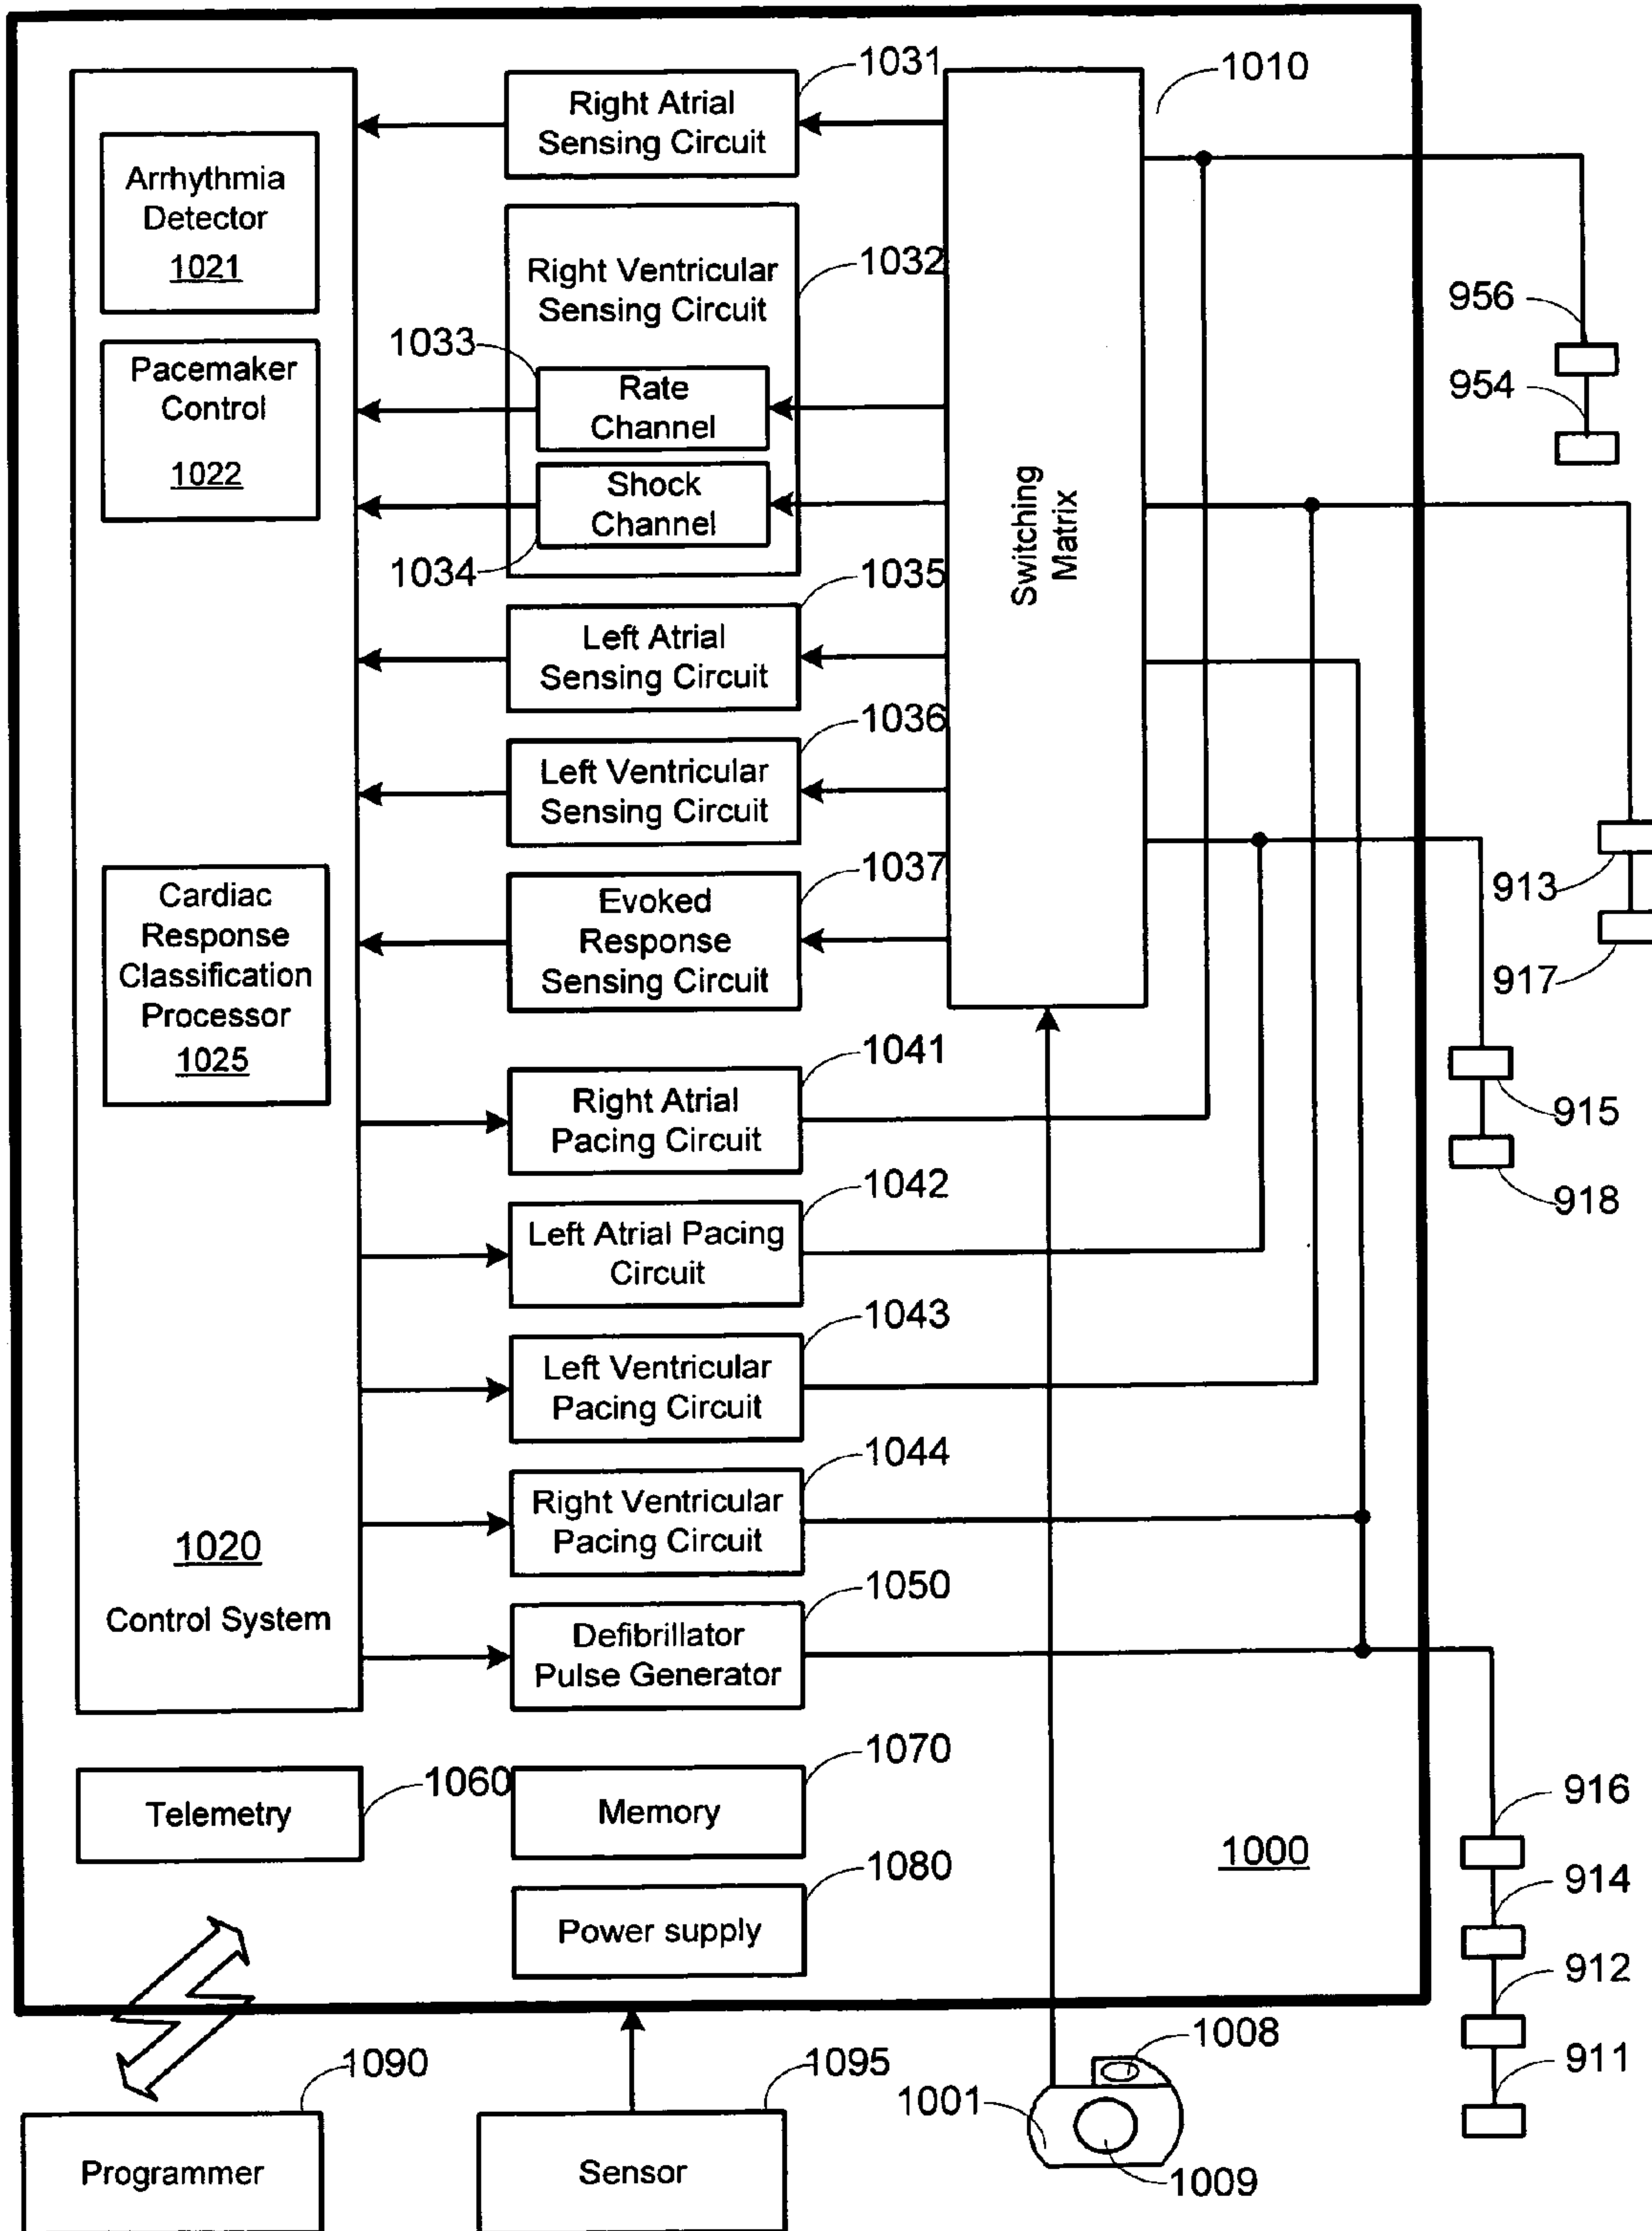 1031
1010
Right Atrial
Sensing Circuit
Arrhythmia
Detector
1021
Right Ventricular
Sensing Circuit
1032
1033
Rate
Channel
Shock
Channel
1034
Pacemaker
Control
1022
Switching
Matrix
956
954
1035
Left Atrial
Sensing Circuit
1036
Left Ventricular
Sensing Circuit
1037
Evoked
Response
Sensing Circuit
Cardiac
Response
Classification
Processor
1025
913
917
915
918
1041
Right Atrial
Pacing Circuit
1042
Left Atrial Pacing
Circuit
1043
Left Ventricular
Pacing Circuit
1044
Right Ventricular
Pacing Circuit
1020
Control System
1050
Defibrillator
Pulse Generator
1060
Telemetry
1070
Memory
1080
Power supply
1000
916
914
912
911
1090
Programmer
1095
Sensor
1008
1001
1009